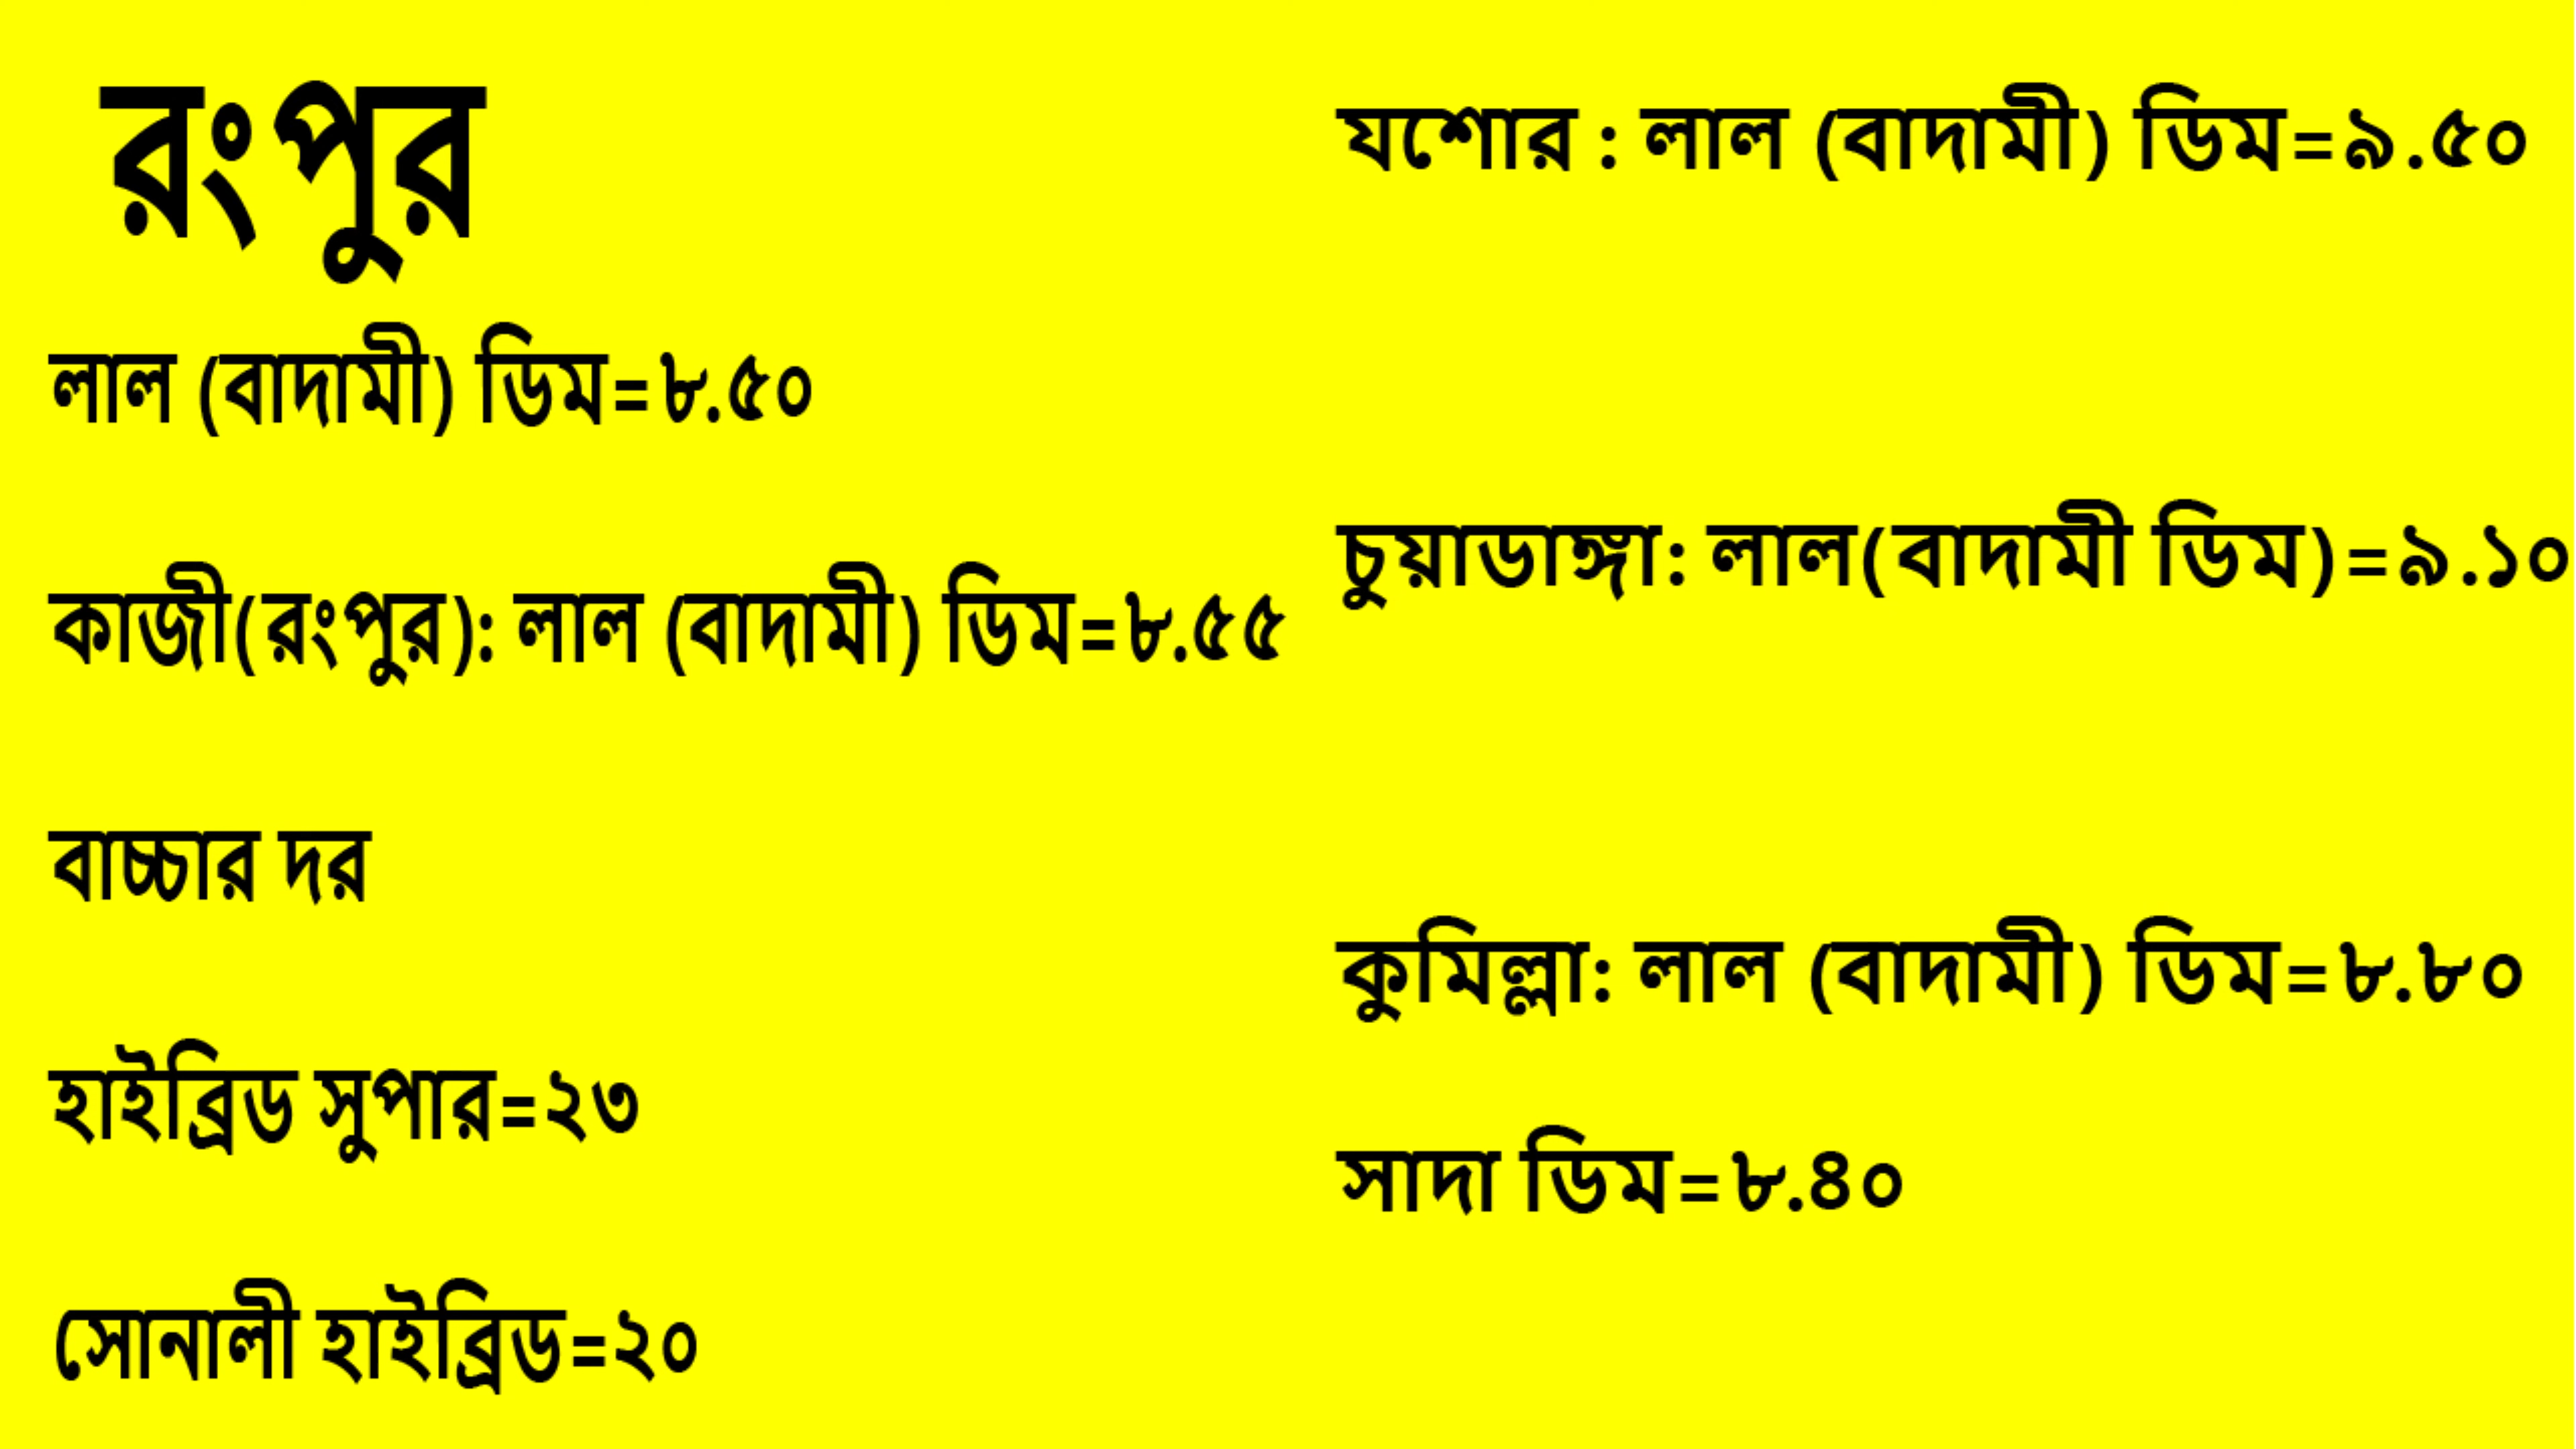 রংপুর
লাল (বাদামী) ডিম=৮.৫০
কাজী(রংপুর): লাল (বাদামী) ডিম=৮.৫৫
বাচ্চার দর
হাইব্রিড সুপার=২৩
সোনালী হাইব্রিড=২০
যশোর : লাল (বাদামী) ডিম=৯.৫০
চুয়াডাঙ্গা: লাল(বাদামী ডিম)=৯.১০
কুমিল্লা: লাল (বাদামী) ডিম=৮.৮০
সাদা ডিম=৮.৪০